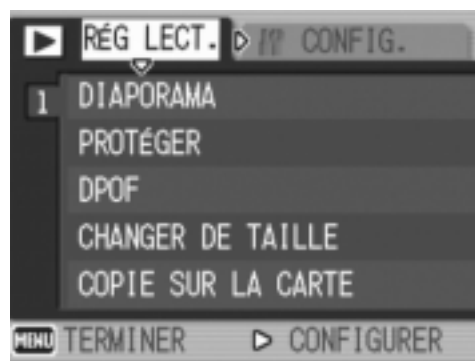 RÉG LECT. CONFIG.
1 DIAPORAMA
PROTÉGER
DPOF
CHANGER DE TAILLE
COPIE SUR LA CARTE
MENU TERMINER CONFIGURER